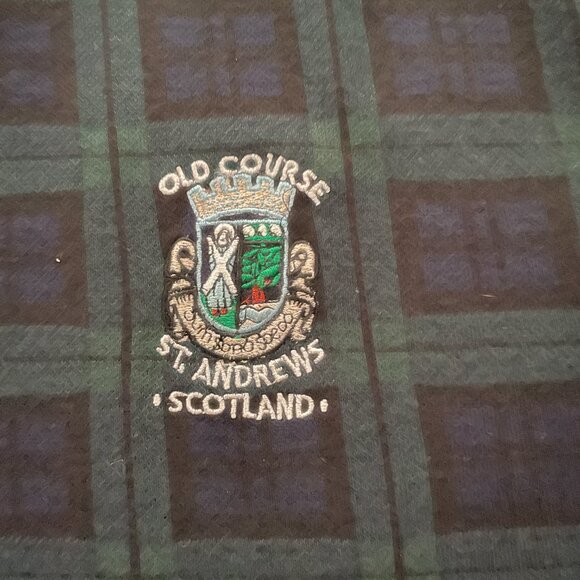 OLD COURSE
ST. ANDREWS
• SCOTLAND •